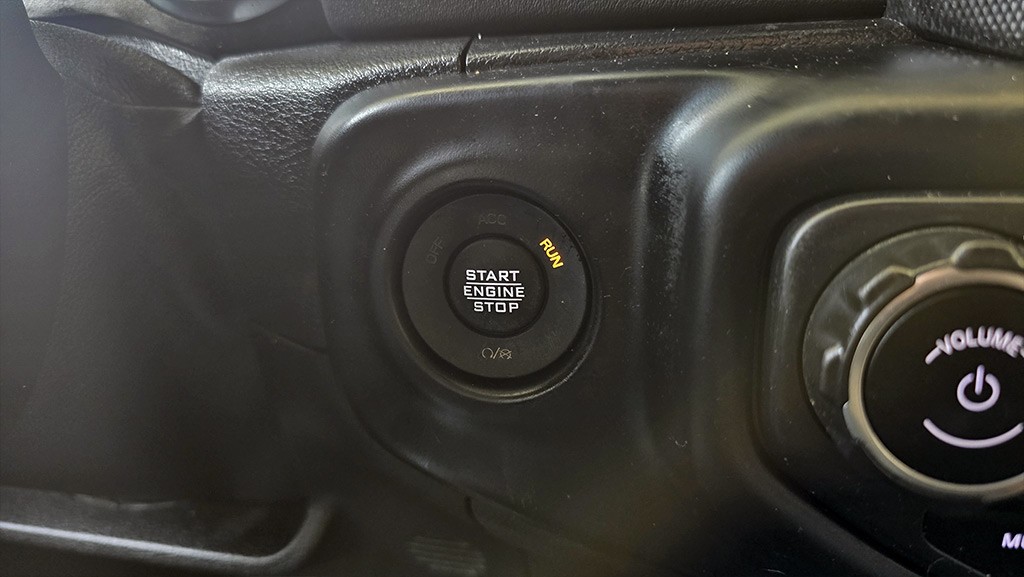 ACC
OFF
RUN
START
ENGINE
STOP
VOLUME